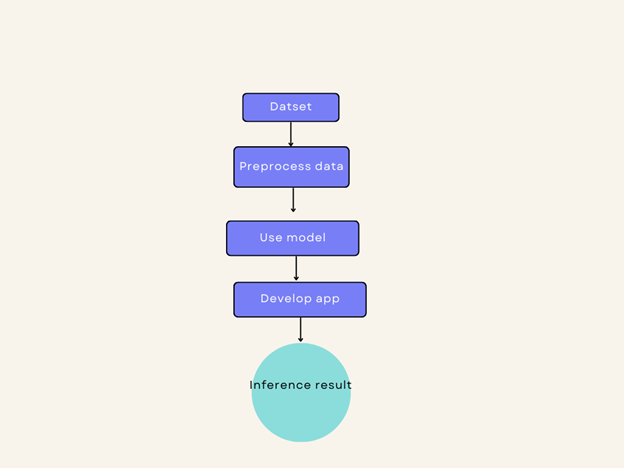 Datset
Preprocess data
Use model
Develop app
Inference result